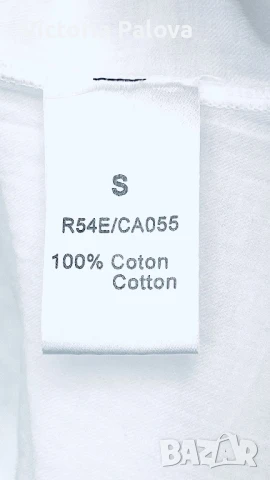 Victoria Palova
S
R54E/CA055
100% Coton
Cotton
BAZAR